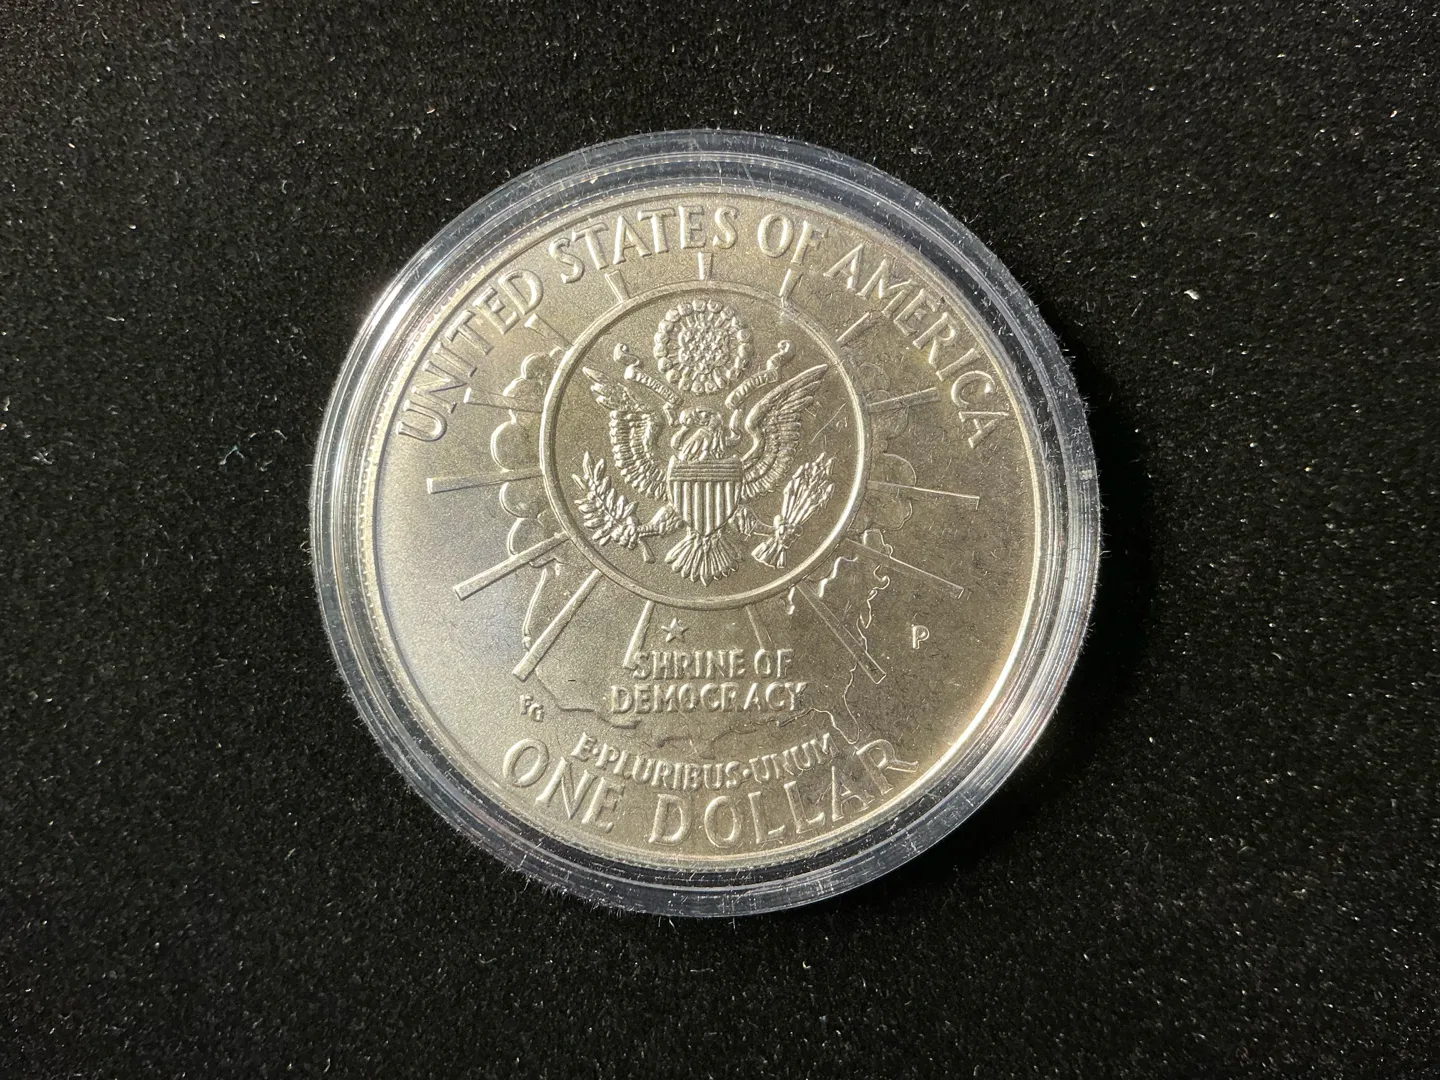 UNITED STATES OF AMERICA
SHRINE OF
DEMOCRACY
P
FG
E·PLURIBUS·UNUM
ONE DOLLAR